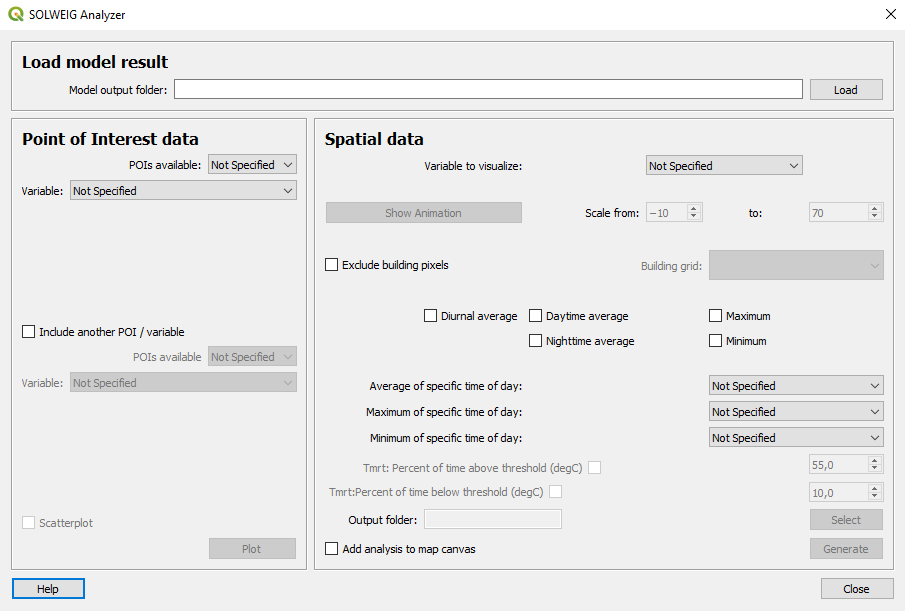 SOLWEIG Analyzer
Load model result
Model output folder:
Load
Point of Interest data
POIs available: Not Specified
Variable: Not Specified
Include another POI / variable
POIs available Not Specified
Variable: Not Specified
Scatterplot
Plot
Spatial data
Variable to visualize: Not Specified
Show Animation Scale from: -10 to: 70
Exclude building pixels Building grid:
Diurnal average Daytime average Maximum
Nighttime average Minimum
Average of specific time of day: Not Specified
Maximum of specific time of day: Not Specified
Minimum of specific time of day: Not Specified
Tmrt: Percent of time above threshold (degC) 55,0
Tmrt:Percent of time below threshold (degC) 10,0
Output folder: Select
Add analysis to map canvas Generate
Help Close